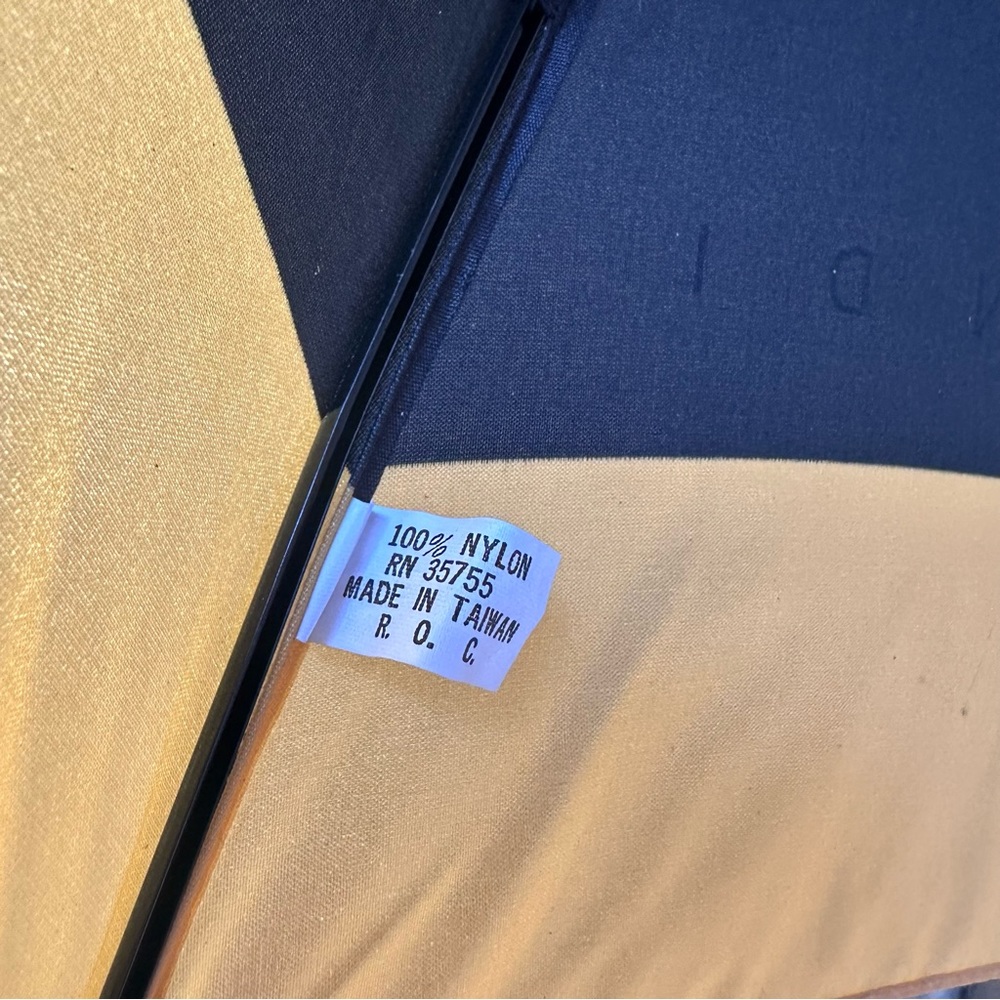 100% NYLON
RN 35755
MADE IN TAIWAN
R. O. C.